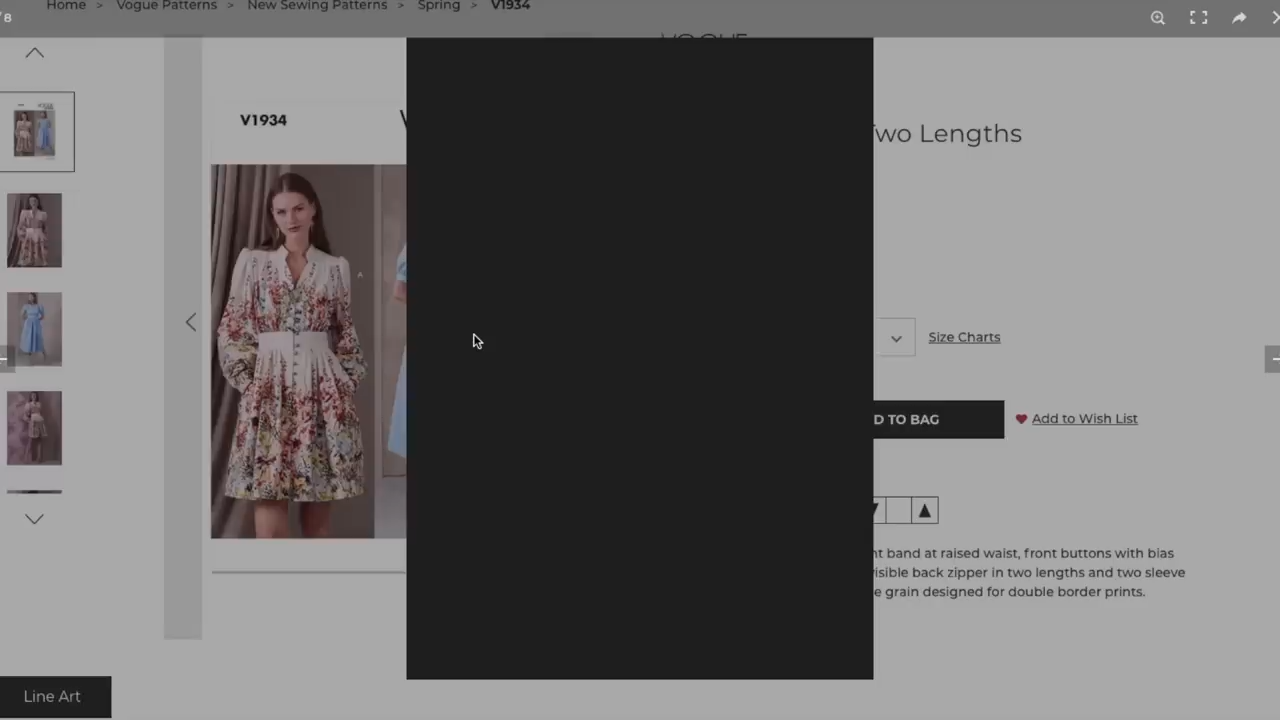 Home > Vogue Patterns > New Sewing Patterns > Spring > V1934
8
VOGUE
V1934
Two Lengths
A
Size Charts
D TO BAG
Add to Wish List
nt band at raised waist, front buttons with bias
visible back zipper in two lengths and two sleeve
e grain designed for double border prints.
Line Art